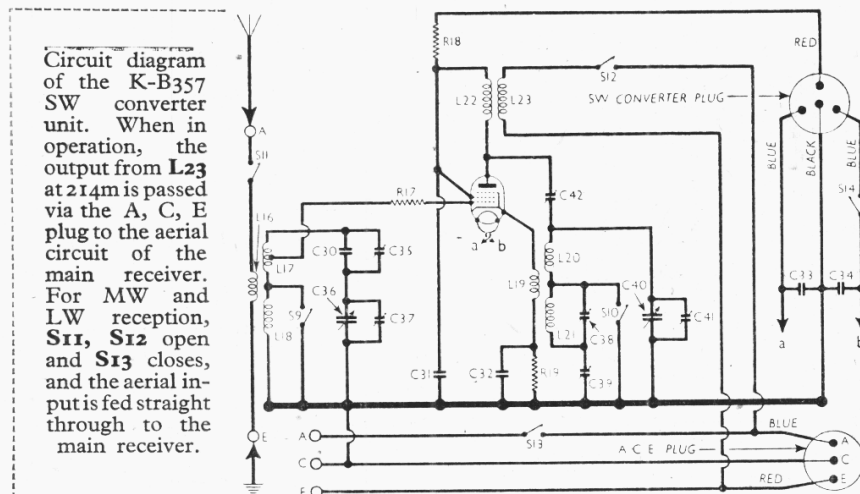 Circuit diagram
of the K-B357
SW converter
unit. When in
operation, the
output from L23
at 214m is passed
via the A, C, E
plug to the aerial
circuit of the
main receiver.
For MW and
LW reception,
S11, S12 open
and S13 closes,
and the aerial in-
put is fed straight
through to the
main receiver.
R18
RED
S12
L22
L23
SW CONVERTER PLUG
A
S11
BLUE
BLACK
BLUE
S14
R17
C42
L16
a
b
C30
C35
L17
L20
L19
C33
C34
C36
C40
S9
C37
L18
L21
C38
S10
C41
a
b
C31
C32
R19
C39
E
A
S13
BLUE
A C E PLUG
A
C
C
RED
E
E